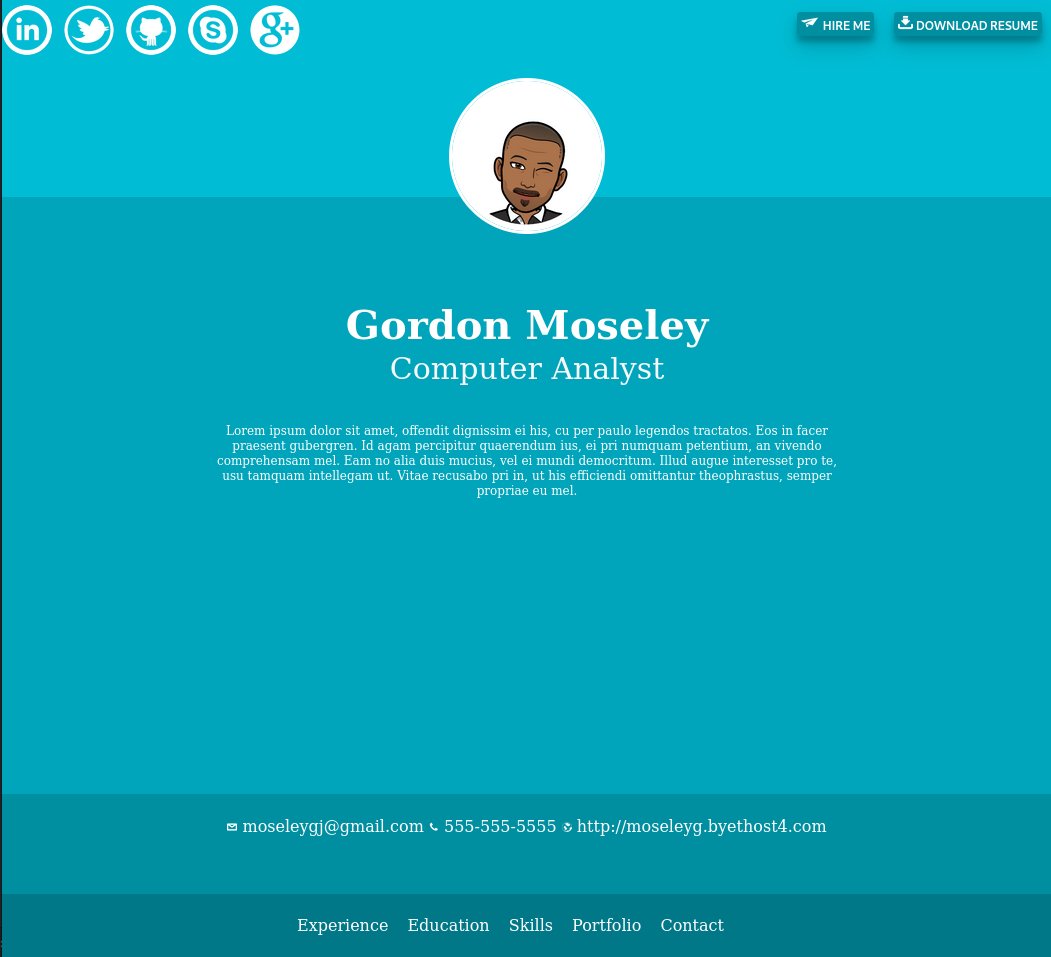 in
HIRE ME
DOWNLOAD RESUME
Gordon Moseley
Computer Analyst
Lorem ipsum dolor sit amet, offendit dignissim ei his, cu per paulo legendos tractatos. Eos in facer
praesent gubergren. Id agam percipitur quaerendum ius, ei pri numquam petentium, an vivendo
comprehensam mel. Eam no alia duis mucius, vel ei mundi democritum. Illud augue interesset pro te,
usu tamquam intellegam ut. Vitae recusabo pri in, ut his efficiendi omittantur theophrastus, semper
propriae eu mel.
moseleygj@gmail.com 555-555-5555 http://moseleyg.byethost4.com
Experience Education Skills Portfolio Contact